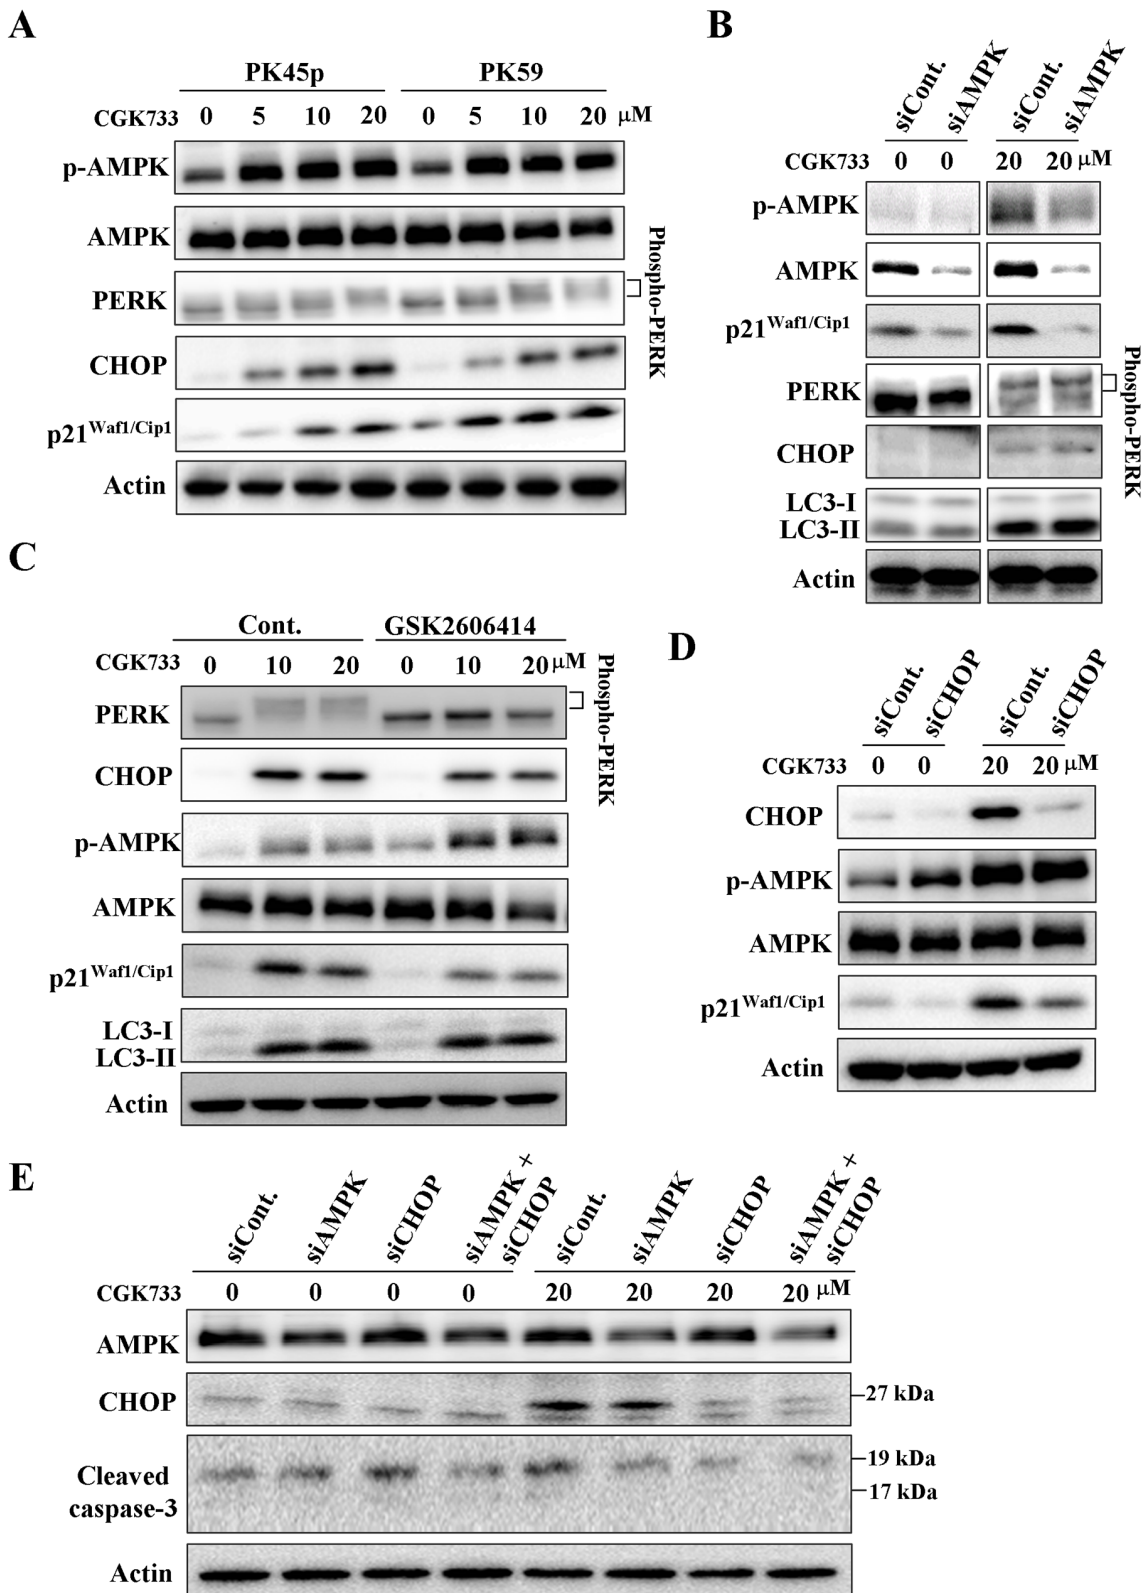 A
PK45p PK59
CGK733 0 5 10 20 0 5 10 20 μM
p-AMPK
AMPK
PERK
Phospho-PERK
CHOP
p21Waf1/Cip1
Actin
B
siCont. siAMPK siCont. siAMPK
CGK733 0 0 20 20 μM
p-AMPK
AMPK
p21Waf1/Cip1
PERK
Phospho-PERK
CHOP
LC3-I
LC3-II
Actin
C
Cont. GSK2606414
CGK733 0 10 20 0 10 20 μM
PERK
Phospho-PERK
CHOP
p-AMPK
AMPK
p21Waf1/Cip1
LC3-I
LC3-II
Actin
D
siCont. siCHOP siCont. siCHOP
CGK733 0 0 20 20 μM
CHOP
p-AMPK
AMPK
p21Waf1/Cip1
Actin
E
siCont. siAMPK siCHOP siAMPK + siCHOP siCont. siAMPK siCHOP siAMPK + siCHOP
CGK733 0 0 0 0 20 20 20 20 μM
AMPK
CHOP
27 kDa
Cleaved
caspase-3
19 kDa
17 kDa
Actin